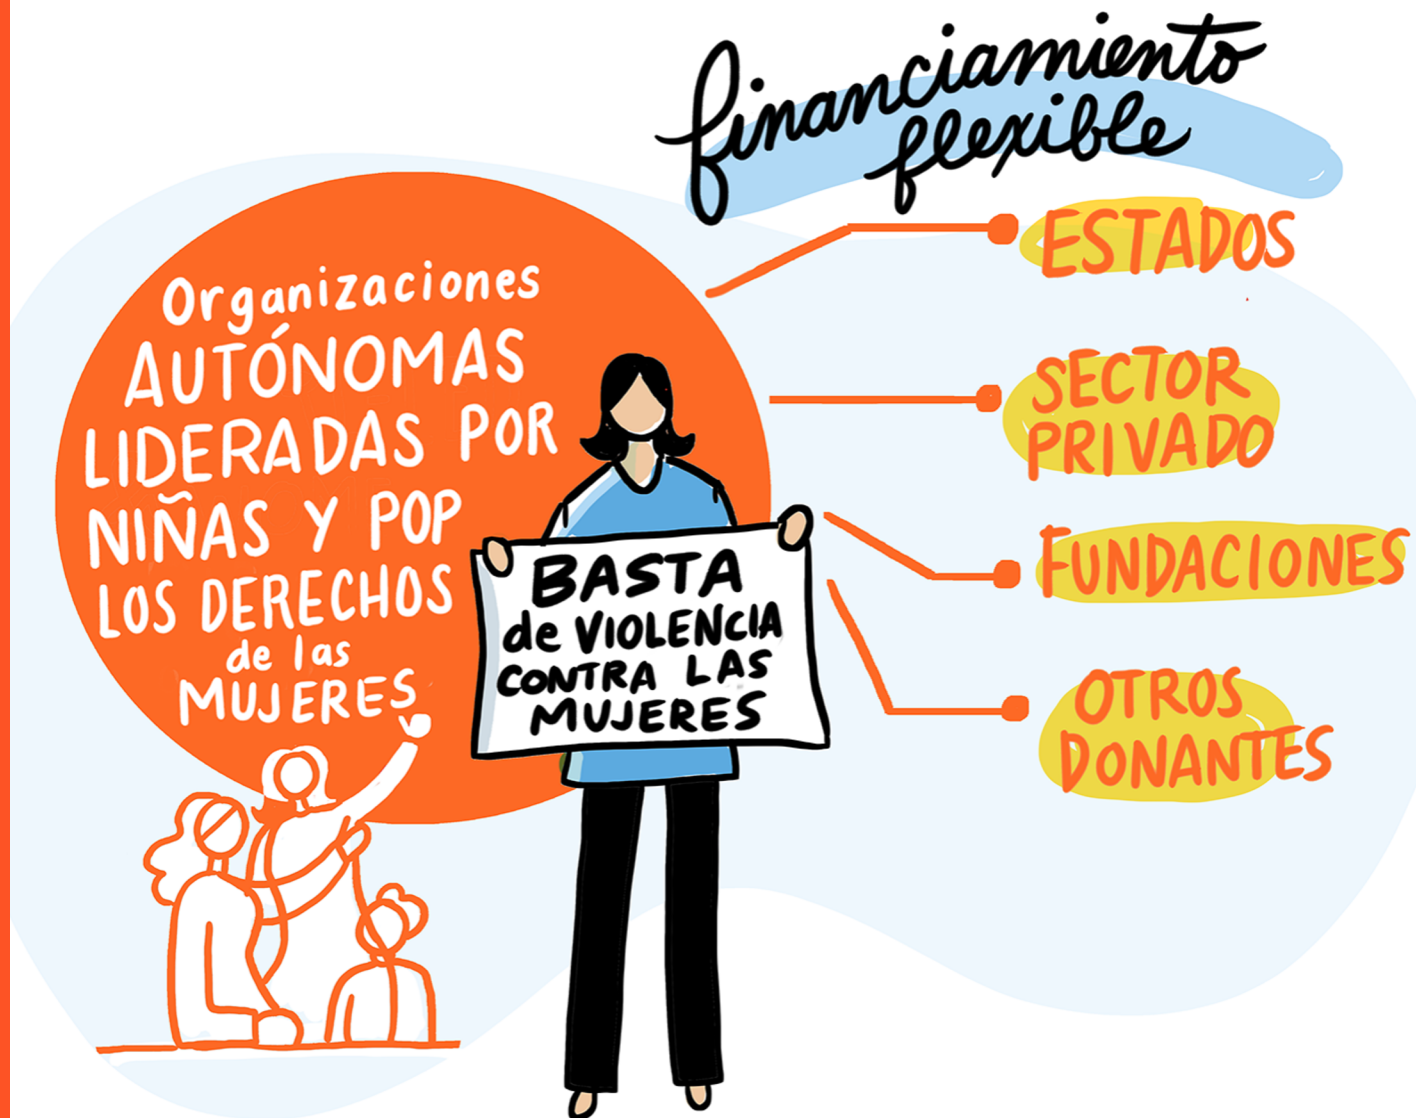 financiamiento
flexible
Organizaciones
AUTÓNOMAS
LIDERADAS POR
NIÑAS Y POP
LOS DERECHOS
de las
MUJERES
BASTA
de VIOLENCIA
CONTRA LAS
MUJERES
ESTADOS
SECTOR
PRIVADO
FUNDACIONES
OTROS
DONANTES